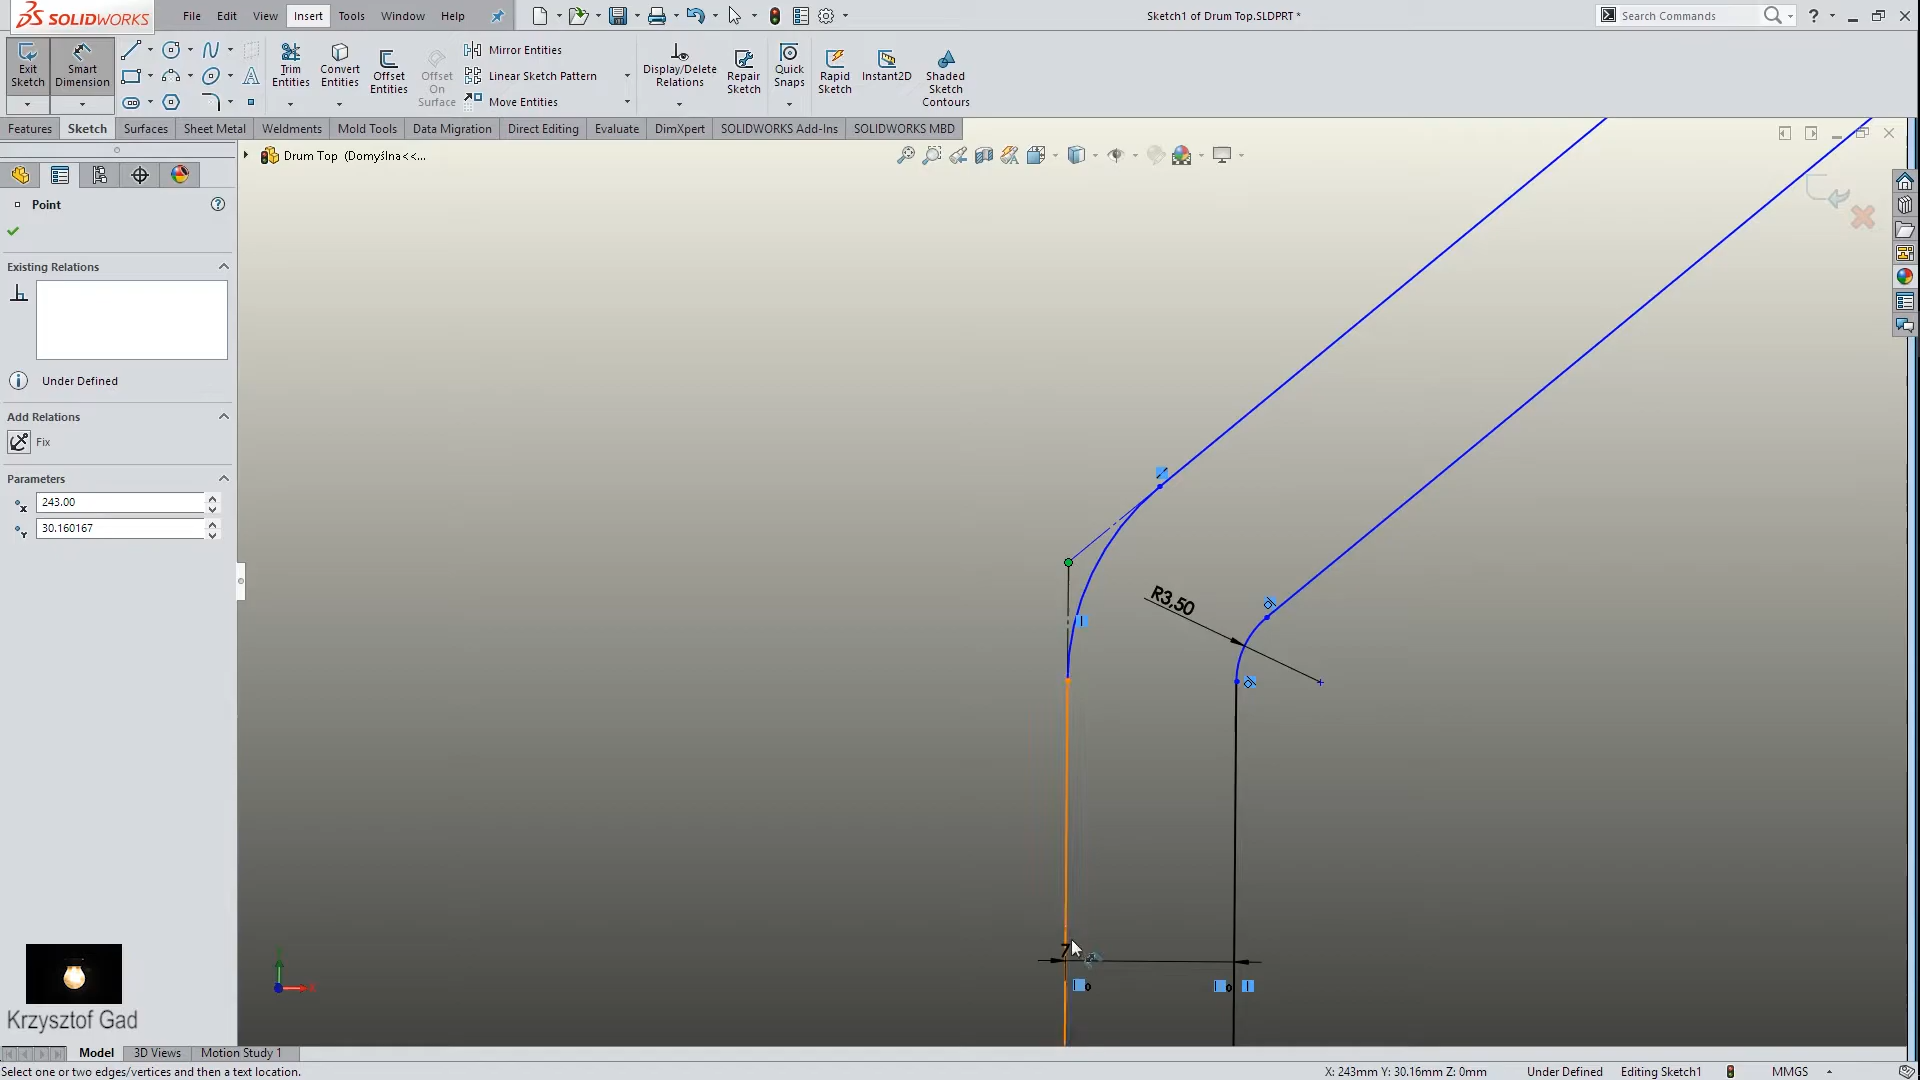 SOLIDWORKS
File Edit View Insert Tools Window Help
Sketch1 of Drum Top.SLDPRT *
Search Commands
?
Exit Sketch
Smart Dimension
Trim Entities
Convert Entities
Offset Entities
Offset On Surface
Mirror Entities
Linear Sketch Pattern
Move Entities
Display/Delete Relations
Repair Sketch
Quick Snaps
Rapid Sketch
Instant2D
Shaded Sketch Contours
Features Sketch Surfaces Sheet Metal Weldments Mold Tools Data Migration Direct Editing Evaluate DimXpert SOLIDWORKS Add-Ins SOLIDWORKS MBD
Drum Top (Domyślna<<...
Point
Existing Relations
Under Defined
Add Relations
Fix
Parameters
243.00
30.160167
R3,50
7
Krzysztof Gad
Model 3D Views Motion Study 1
Select one or two edges/vertices and then a text location.
X: 243mm Y: 30.16mm Z: 0mm Under Defined Editing Sketch1 MMGS